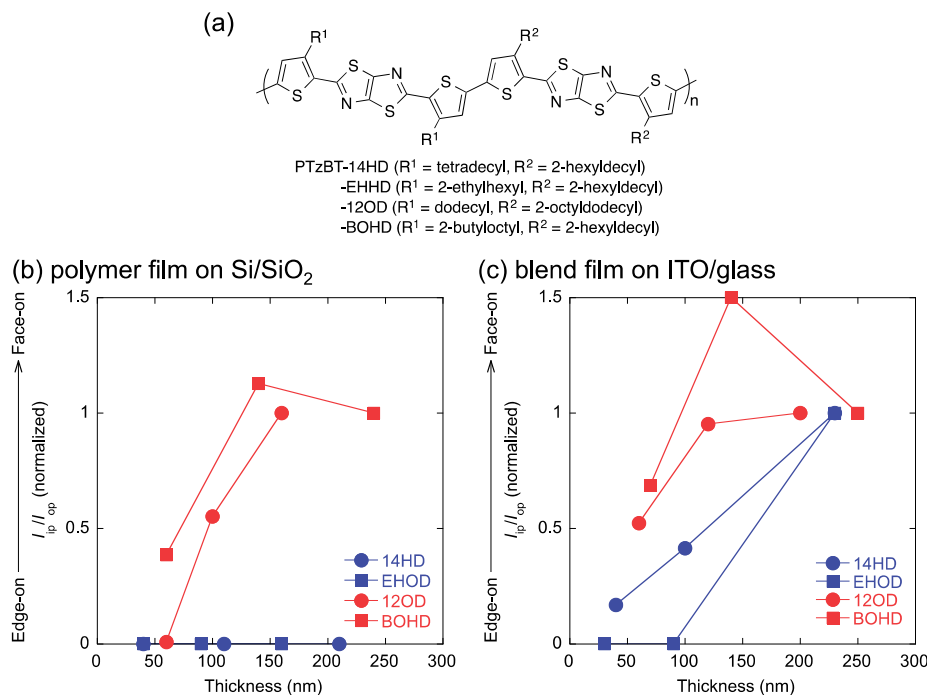 (a)
R¹ R²
S S N S S N
S N S S N S S
R¹ R²
n
PTzBT-14HD (R¹ = tetradecyl, R² = 2-hexyldecyl)
-EHHD (R¹ = 2-ethylhexyl, R² = 2-hexyldecyl)
-12OD (R¹ = dodecyl, R² = 2-octyldodecyl)
-BOHD (R¹ = 2-butyloctyl, R² = 2-hexyldecyl)
(b) polymer film on Si/SiO₂
Edge-on → Face-on
Iip/Iop (normalized)
1.5
1
0.5
0
14HD
EHOD
12OD
BOHD
0 50 100 150 200 250 300
Thickness (nm)
(c) blend film on ITO/glass
Edge-on → Face-on
Iip/Iop (normalized)
1.5
1
0.5
0
14HD
EHOD
12OD
BOHD
0 50 100 150 200 250 300
Thickness (nm)